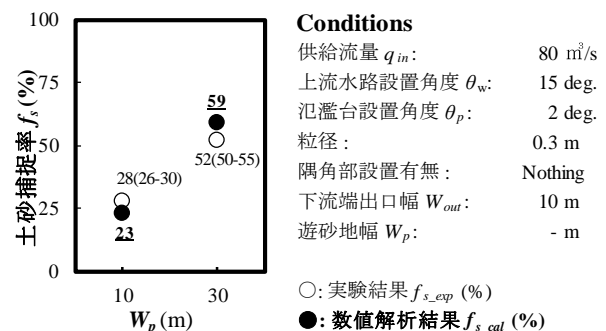 土砂捕捉率 fs (%)
100
75
50
25
0
59
52(50-55)
28(26-30)
23
10
30
Wp (m)
Conditions
供給流量 qin: 80 m³/s
上流水路設置角度 θw: 15 deg.
氾濫台設置角度 θp: 2 deg.
粒径: 0.3 m
隅角部設置有無: Nothing
下流端出口幅 Wout: 10 m
遊砂地幅 Wp: - m
○: 実験結果 fs_exp (%)
●: 数値解析結果 fs_cal (%)